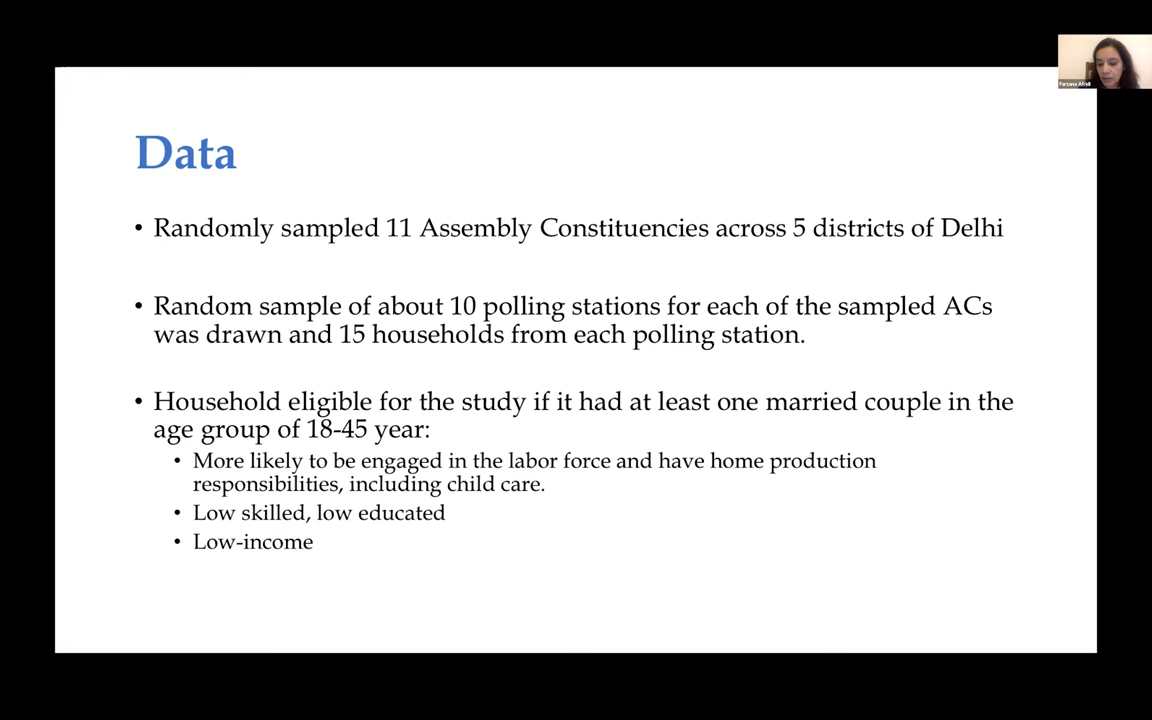 Farzana Afridi
Data
• Randomly sampled 11 Assembly Constituencies across 5 districts of Delhi
• Random sample of about 10 polling stations for each of the sampled ACs
was drawn and 15 households from each polling station.
• Household eligible for the study if it had at least one married couple in the
age group of 18-45 year:
• More likely to be engaged in the labor force and have home production
responsibilities, including child care.
• Low skilled, low educated
• Low-income